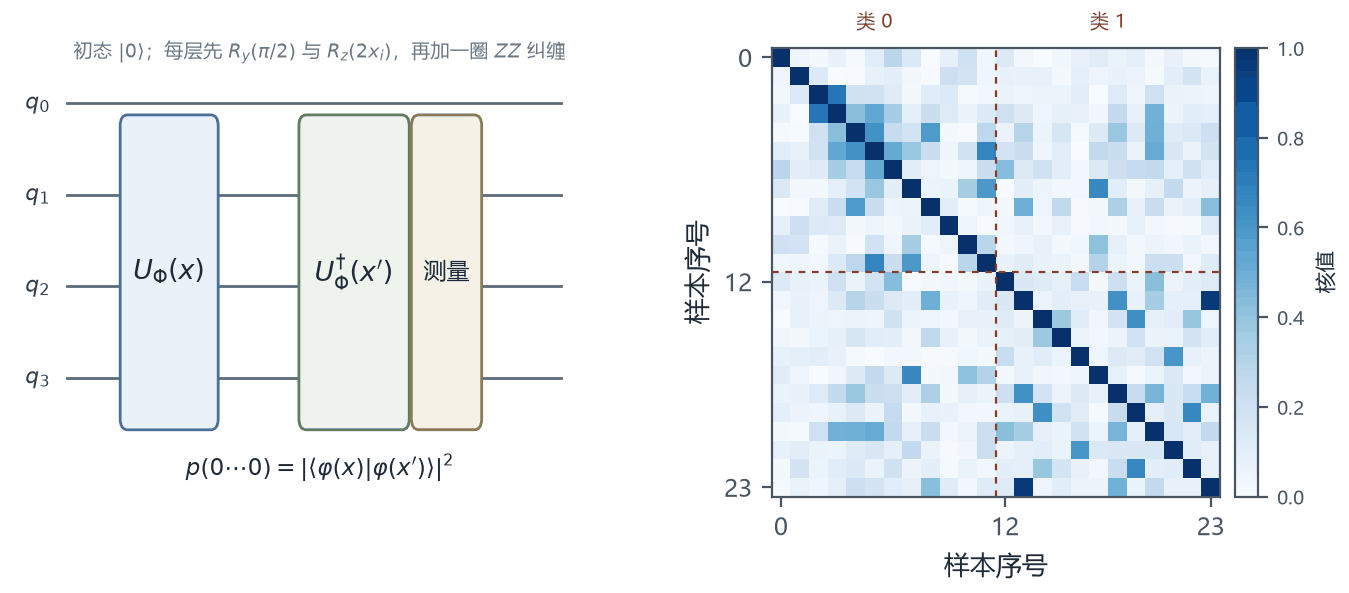 初态 |0⟩；每层先 R_y(π/2) 与 R_z(2x_i)，再加一圈 ZZ 纠缠
q_0
q_1
q_2
q_3
U_Φ(x)
U_Φ^†(x′)
测量
p(0⋯0) = |⟨φ(x)|φ(x′)⟩|^2
类 0
类 1
样本序号
0
12
23
0
12
23
样本序号
1.0
0.8
0.6
0.4
0.2
0.0
核值